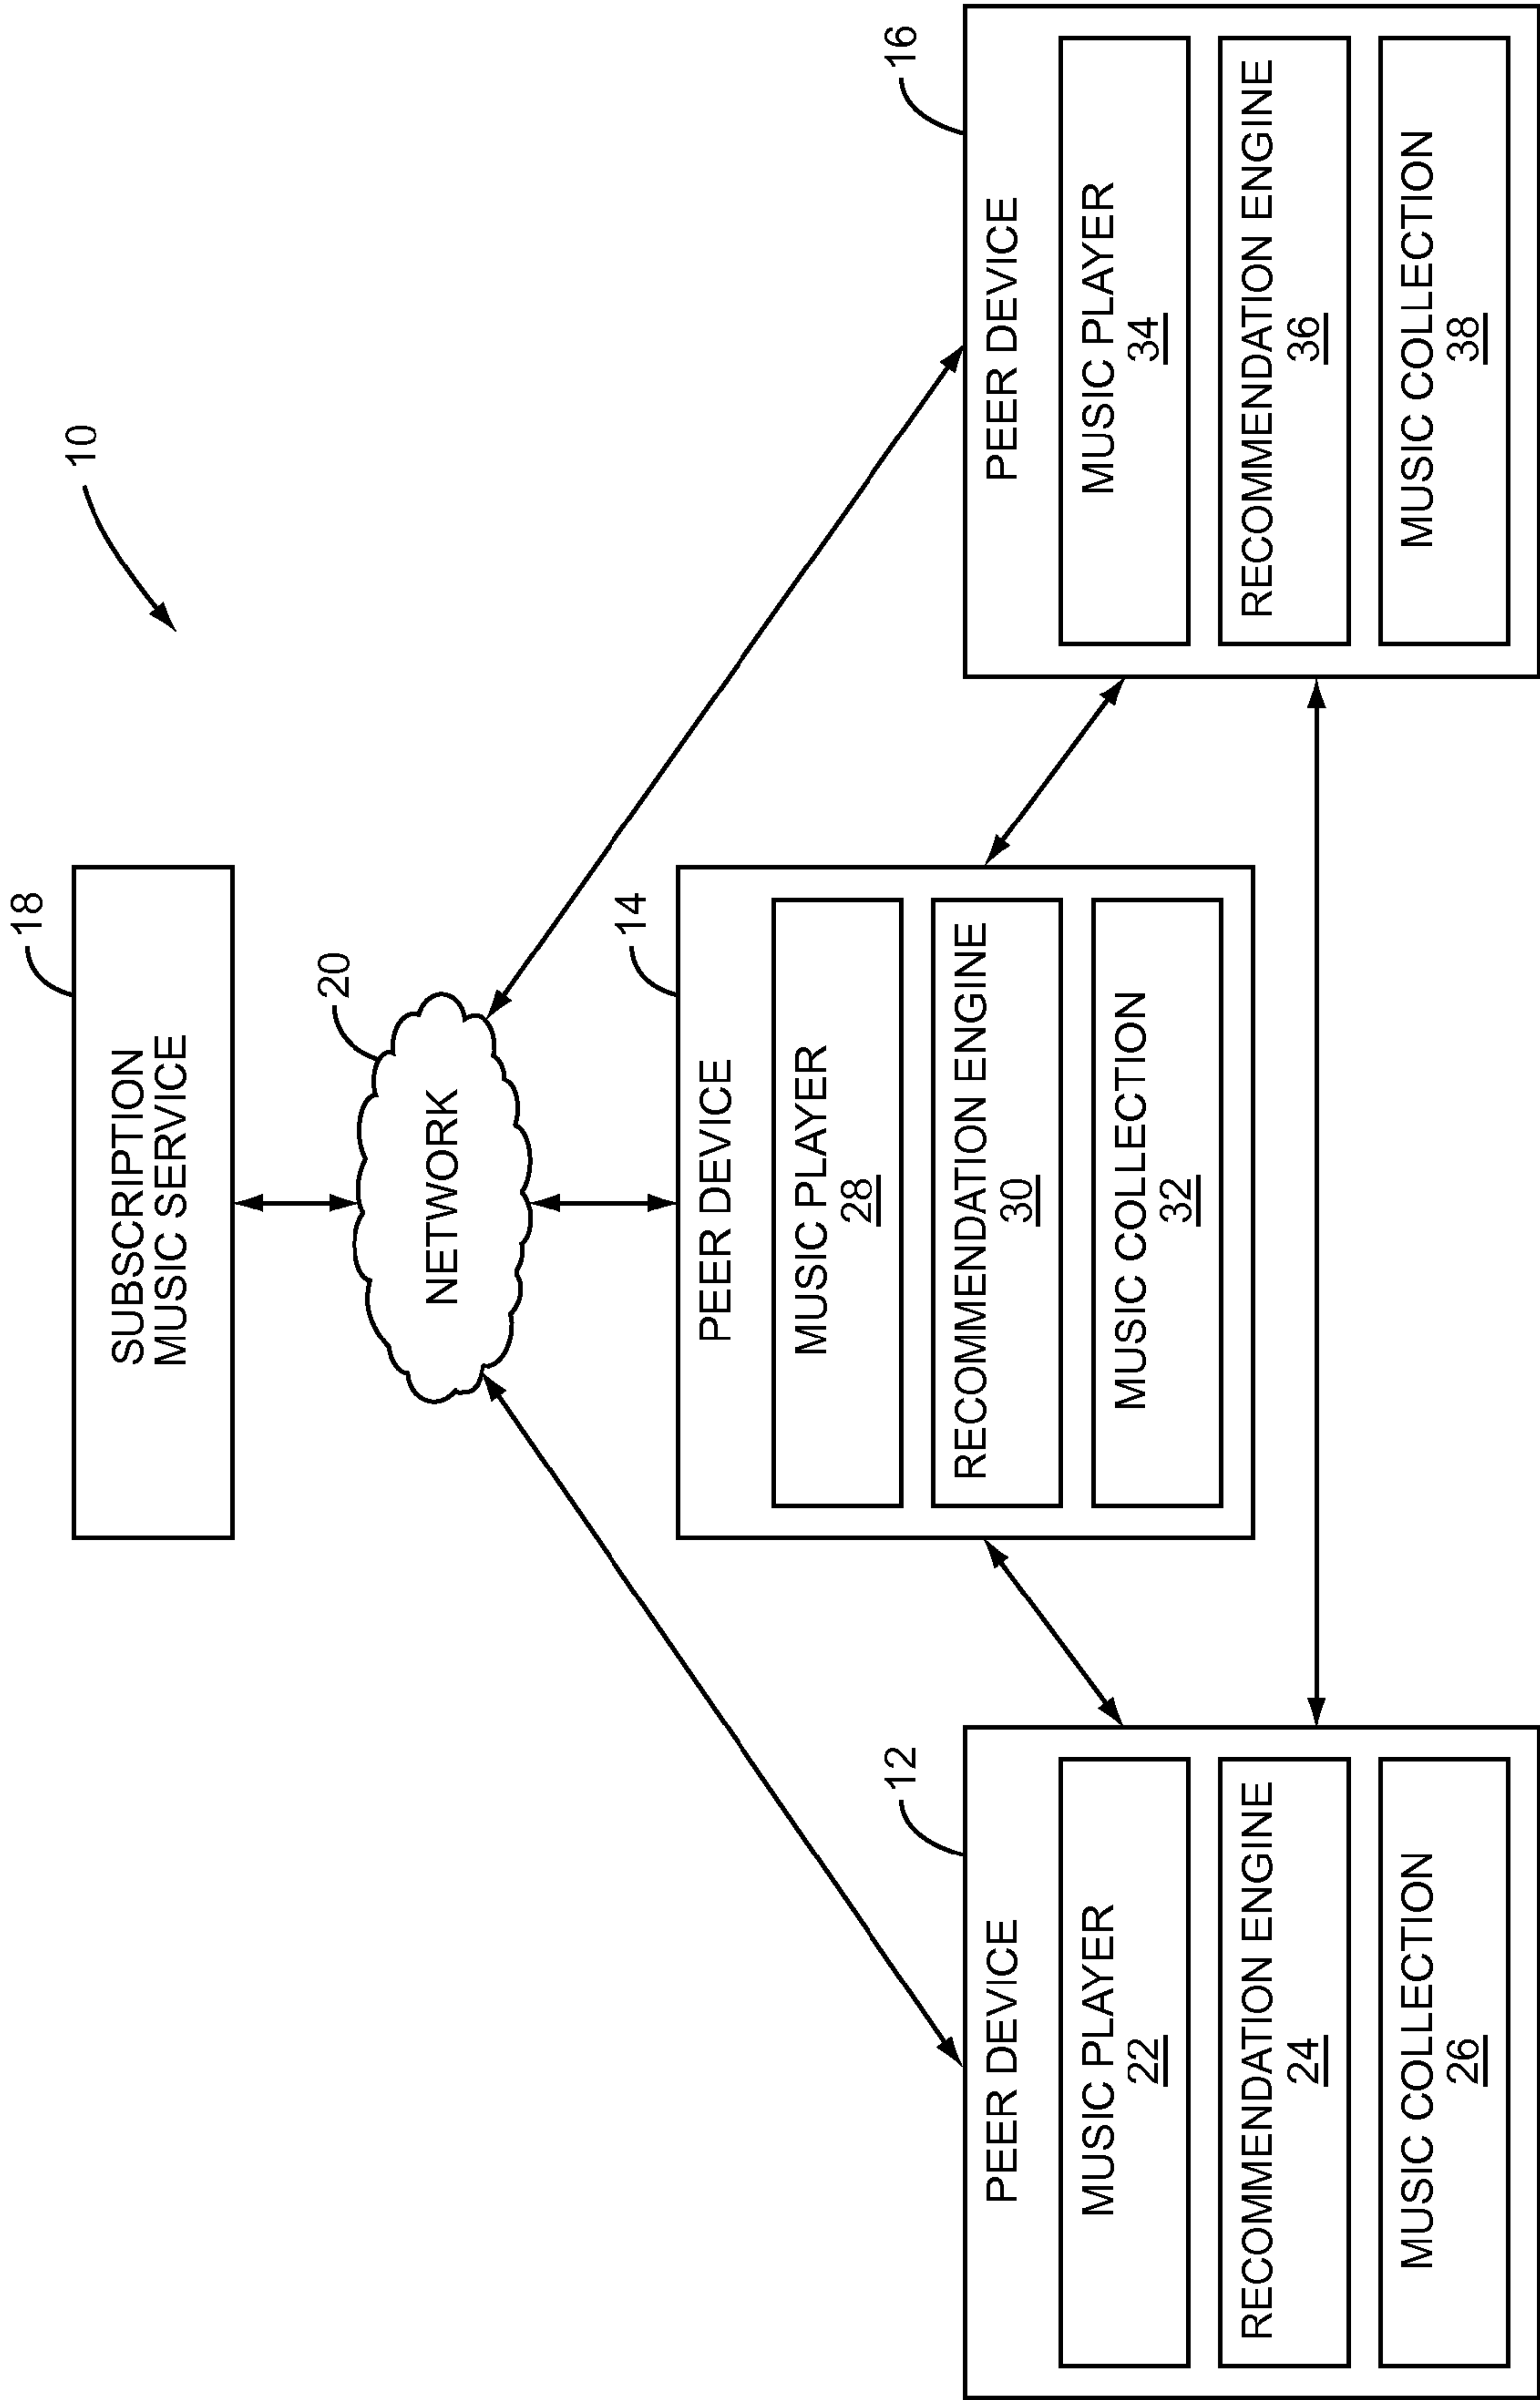 10
18
SUBSCRIPTION
MUSIC SERVICE
20
NETWORK
12
PEER DEVICE
MUSIC PLAYER
22
RECOMMENDATION ENGINE
24
MUSIC COLLECTION
26
14
PEER DEVICE
MUSIC PLAYER
28
RECOMMENDATION ENGINE
30
MUSIC COLLECTION
32
16
PEER DEVICE
MUSIC PLAYER
34
RECOMMENDATION ENGINE
36
MUSIC COLLECTION
38